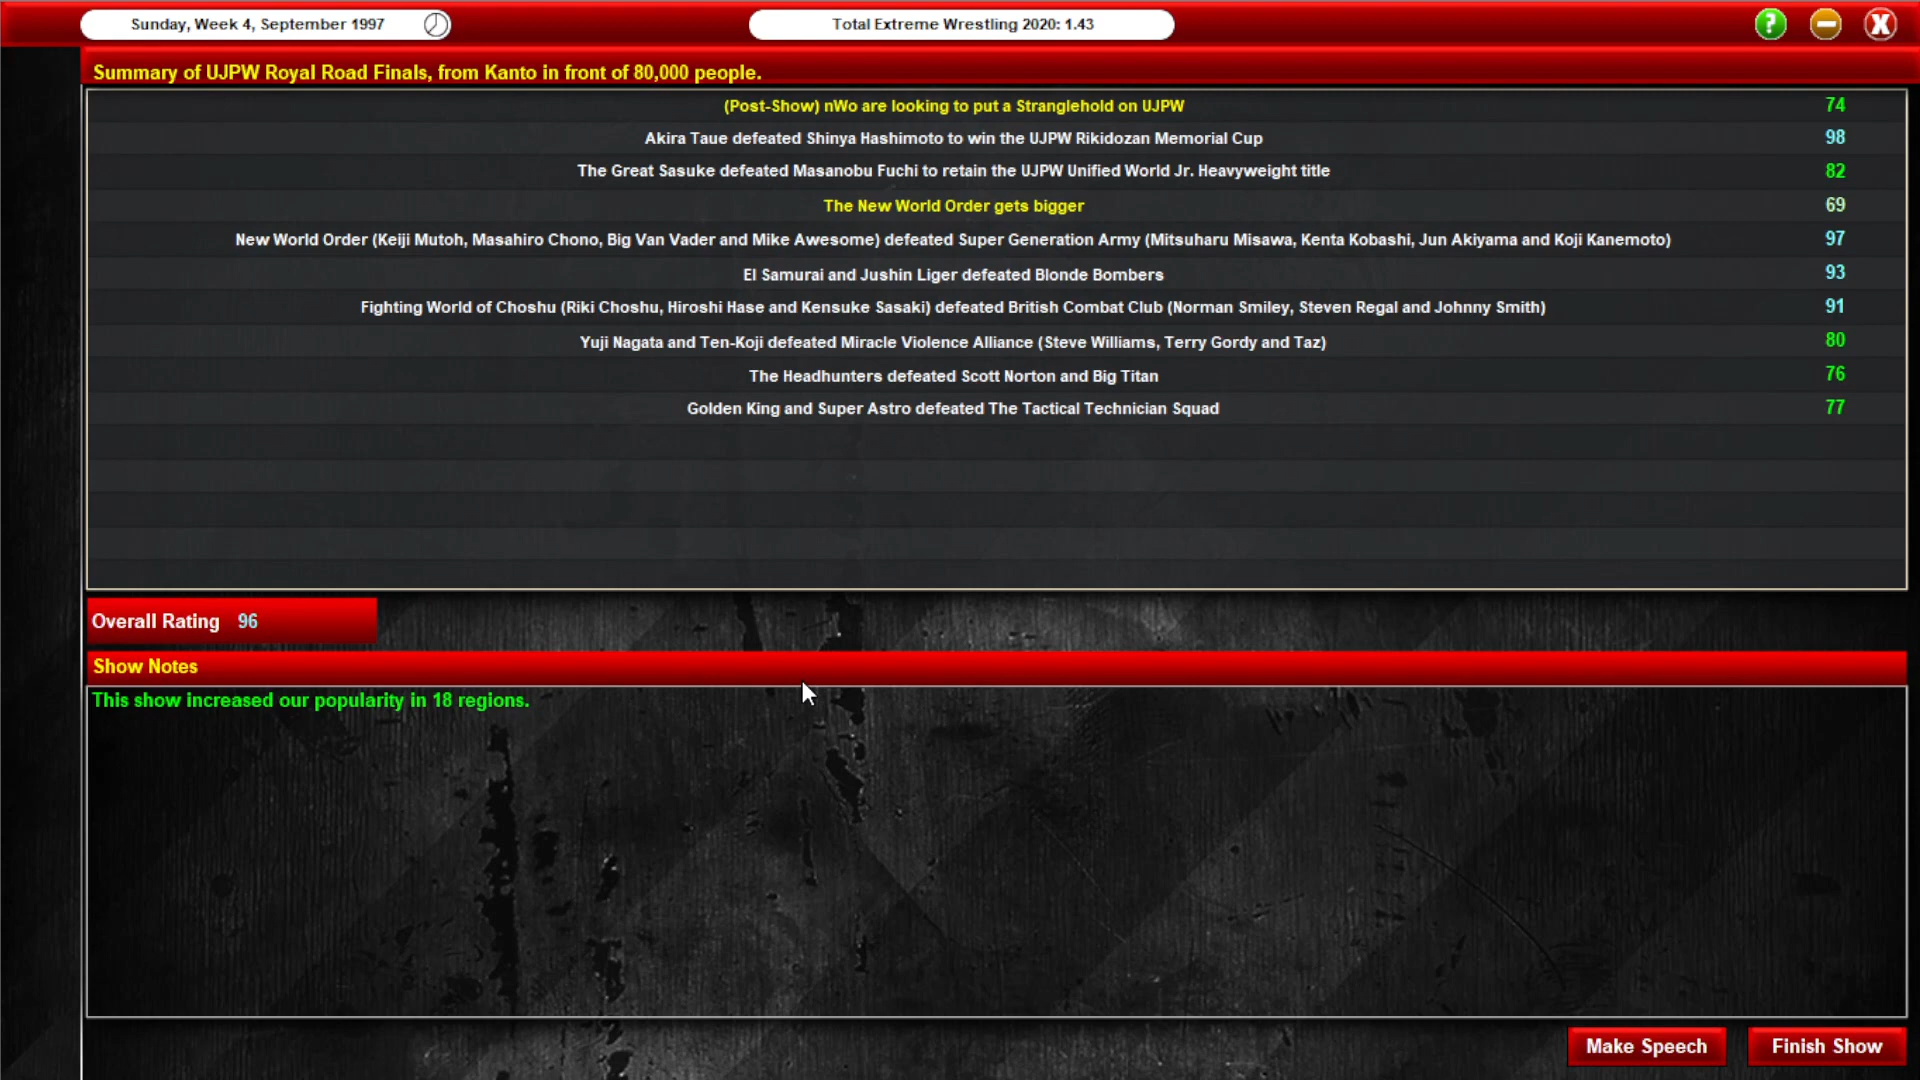 Sunday, Week 4, September 1997
Total Extreme Wrestling 2020: 1.43
Summary of UJPW Royal Road Finals, from Kanto in front of 80,000 people.
(Post-Show) nWo are looking to put a Stranglehold on UJPW 74
Akira Taue defeated Shinya Hashimoto to win the UJPW Rikidozan Memorial Cup 98
The Great Sasuke defeated Masanobu Fuchi to retain the UJPW Unified World Jr. Heavyweight title 82
The New World Order gets bigger 69
New World Order (Keiji Mutoh, Masahiro Chono, Big Van Vader and Mike Awesome) defeated Super Generation Army (Mitsuharu Misawa, Kenta Kobashi, Jun Akiyama and Koji Kanemoto) 97
El Samurai and Jushin Liger defeated Blonde Bombers 93
Fighting World of Choshu (Riki Choshu, Hiroshi Hase and Kensuke Sasaki) defeated British Combat Club (Norman Smiley, Steven Regal and Johnny Smith) 91
Yuji Nagata and Ten-Koji defeated Miracle Violence Alliance (Steve Williams, Terry Gordy and Taz) 80
The Headhunters defeated Scott Norton and Big Titan 76
Golden King and Super Astro defeated The Tactical Technician Squad 77
Overall Rating 96
Show Notes
This show increased our popularity in 18 regions.
Make Speech
Finish Show